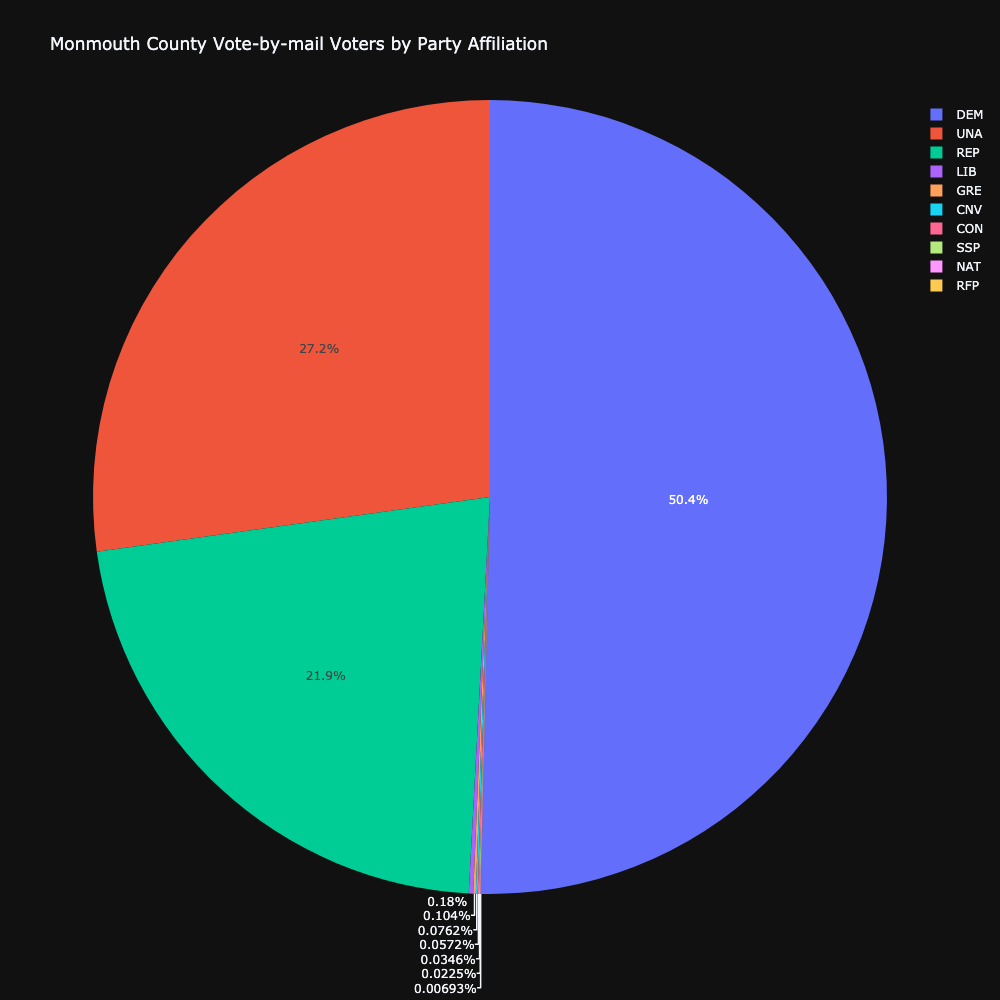 Monmouth County Vote-by-mail Voters by Party Affiliation
DEM
UNA
REP
LIB
GRE
CNV
CON
SSP
NAT
RFP
27.2%
50.4%
21.9%
0.18%
0.104%
0.0762%
0.0572%
0.0346%
0.0225%
0.00693%